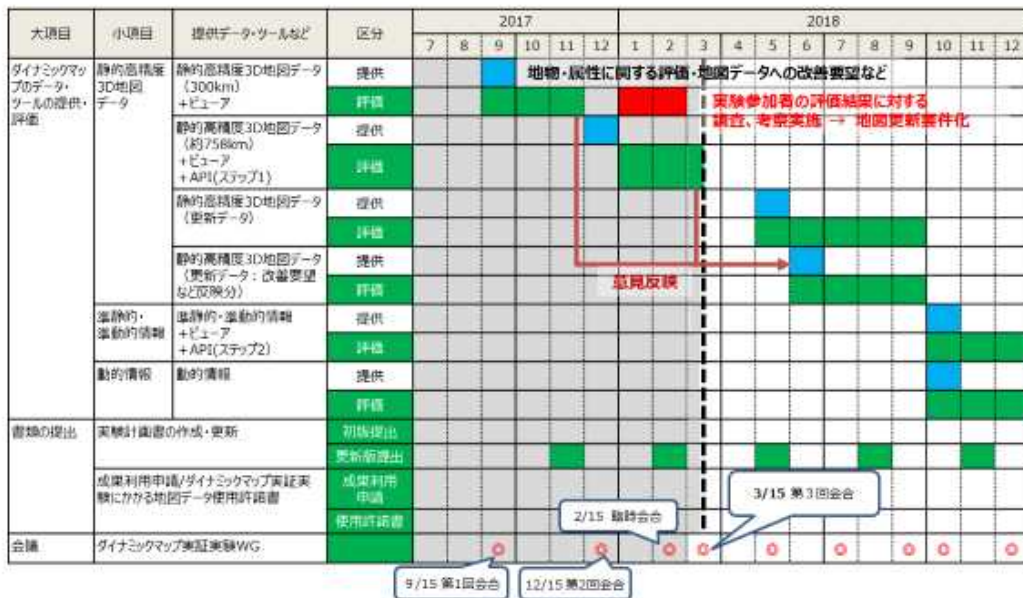 大項目 小項目 提供データ・ツールなど 区分 2017 2018
7 8 9 10 11 12 1 2 3 4 5 6 7 8 9 10 11 12
ダイナミックマップのデータ・ツールの提供・評価
静的高精度3D地図データ
静的高精度3D地図データ
(300km)
+ビューア
提供
評価
地物・属性に関する評価・地図データへの改善要望など
実験参加者の評価結果に対する
調査、考察実施 → 地図更新要件化
静的高精度3D地図データ
(約758km)
+ビューア
+API(ステップ1)
提供
評価
静的高精度3D地図データ
(更新データ)
提供
評価
静的高精度3D地図データ
(更新データ:改善要望
など反映分)
提供
評価
意見反映
準静的・
準動的情報
準静的・準動的情報
+ビューア
+API(ステップ2)
提供
評価
動的情報 動的情報 提供
評価
書類の提出 実験計画書の作成・更新 初版提出
更新版提出
成果利用申請/ダイナミックマップ実証実
験にかかる地図データ使用許諾書
成果利用
申請
使用許諾書
2/15 臨時会合
3/15 第3回会合
会議 ダイナミックマップ実証実験WG
9/15 第1回会合
12/15 第2回会合